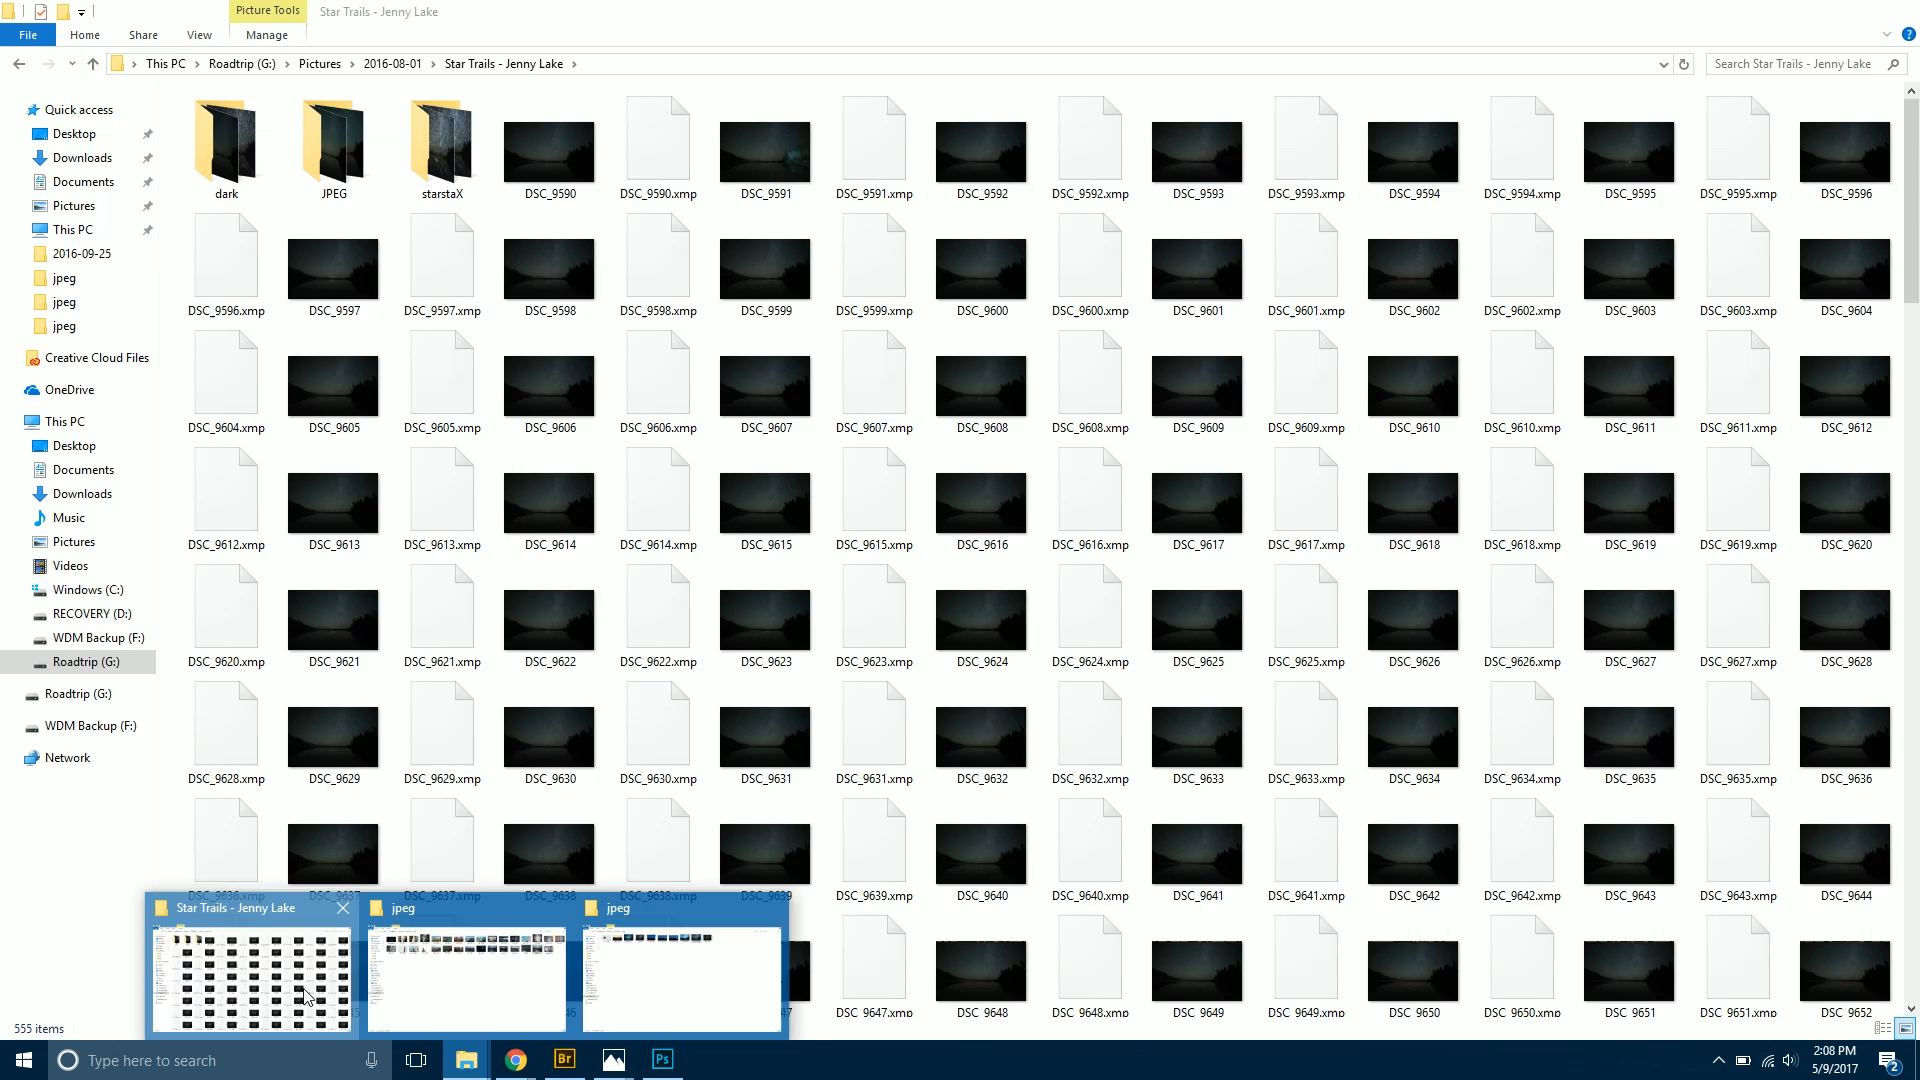 Picture Tools
Star Trails - Jenny Lake
File
Home
Share
View
Manage
This PC
Roadtrip (G:)
Pictures
2016-08-01
Star Trails - Jenny Lake
Search Star Trails - Jenny Lake
Quick access
Desktop
Downloads
Documents
Pictures
This PC
2016-09-25
jpeg
jpeg
jpeg
Creative Cloud Files
OneDrive
This PC
Desktop
Documents
Downloads
Music
Pictures
Videos
Windows (C:)
RECOVERY (D:)
WDM Backup (F:)
Roadtrip (G:)
Roadtrip (G:)
WDM Backup (F:)
Network
dark JPEG starstaX DSC_9590 DSC_9590.xmp DSC_9591 DSC_9591.xmp DSC_9592 DSC_9592.xmp DSC_9593 DSC_9593.xmp DSC_9594 DSC_9594.xmp DSC_9595 DSC_9595.xmp DSC_9596
DSC_9596.xmp DSC_9597 DSC_9597.xmp DSC_9598 DSC_9598.xmp DSC_9599 DSC_9599.xmp DSC_9600 DSC_9600.xmp DSC_9601 DSC_9601.xmp DSC_9602 DSC_9602.xmp DSC_9603 DSC_9603.xmp DSC_9604
DSC_9604.xmp DSC_9605 DSC_9605.xmp DSC_9606 DSC_9606.xmp DSC_9607 DSC_9607.xmp DSC_9608 DSC_9608.xmp DSC_9609 DSC_9609.xmp DSC_9610 DSC_9610.xmp DSC_9611 DSC_9611.xmp DSC_9612
DSC_9612.xmp DSC_9613 DSC_9613.xmp DSC_9614 DSC_9614.xmp DSC_9615 DSC_9615.xmp DSC_9616 DSC_9616.xmp DSC_9617 DSC_9617.xmp DSC_9618 DSC_9618.xmp DSC_9619 DSC_9619.xmp DSC_9620
DSC_9620.xmp DSC_9621 DSC_9621.xmp DSC_9622 DSC_9622.xmp DSC_9623 DSC_9623.xmp DSC_9624 DSC_9624.xmp DSC_9625 DSC_9625.xmp DSC_9626 DSC_9626.xmp DSC_9627 DSC_9627.xmp DSC_9628
DSC_9628.xmp DSC_9629 DSC_9629.xmp DSC_9630 DSC_9630.xmp DSC_9631 DSC_9631.xmp DSC_9632 DSC_9632.xmp DSC_9633 DSC_9633.xmp DSC_9634 DSC_9634.xmp DSC_9635 DSC_9635.xmp DSC_9636
DSC_9636.xmp DSC_9637 DSC_9637.xmp DSC_9638 DSC_9638.xmp DSC_9639 DSC_9639.xmp DSC_9640 DSC_9640.xmp DSC_9641 DSC_9641.xmp DSC_9642 DSC_9642.xmp DSC_9643 DSC_9643.xmp DSC_9644
DSC_9647.xmp DSC_9648 DSC_9648.xmp DSC_9649 DSC_9649.xmp DSC_9650 DSC_9650.xmp DSC_9651 DSC_9651.xmp DSC_9652
Star Trails - Jenny Lake
jpeg
jpeg
555 items
Type here to search
Br
Ps
2:08 PM
5/9/2017
2